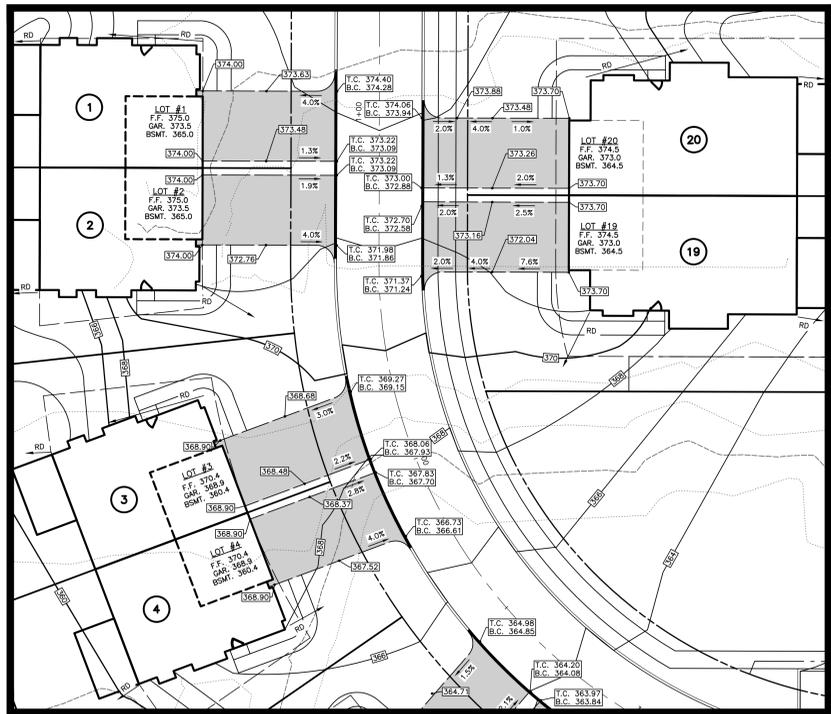 RD
RD
374.00
373.63
T.C. 374.40
B.C. 374.28
4.0%
1+00
T.C. 374.06
B.C. 373.94
373.88
373.48
373.70
2.0%
4.0%
1.0%
RD
RD
1
LOT #1
F.F. 375.0
GAR. 373.5
BSMT. 365.0
374.00
373.48
1.3%
T.C. 373.22
B.C. 373.09
T.C. 373.22
B.C. 373.09
374.00
1.9%
T.C. 373.00
B.C. 372.88
373.26
1.3%
2.0%
373.70
LOT #20
F.F. 374.5
GAR. 373.0
BSMT. 364.5
20
2
LOT #2
F.F. 375.0
GAR. 373.5
BSMT. 365.0
4.0%
374.00
372.76
T.C. 372.70
B.C. 372.58
T.C. 371.98
B.C. 371.86
2.0%
373.16
2.5%
372.04
373.70
LOT #19
F.F. 374.5
GAR. 373.0
BSMT. 364.5
19
T.C. 371.37
B.C. 371.24
2.0%
4.0%
7.6%
373.70
RD
RD
RD
RD
368
368
370
370
368
T.C. 369.27
B.C. 369.15
368.68
3.0%
368.90
RD
3
LOT #3
F.F. 370.4
GAR. 368.9
BSMT. 360.4
368.48
2.2%
T.C. 368.06
B.C. 367.93
368
T.C. 367.83
B.C. 367.70
2.8%
368.37
368.90
368.90
T.C. 366.73
B.C. 366.61
4.0%
368
367.52
LOT #4
F.F. 370.4
GAR. 368.9
BSMT. 360.4
4
368.90
360
RD
RD
366
366
364
T.C. 364.98
B.C. 364.85
1.5%
364.71
T.C. 364.20
B.C. 364.08
2.1%
T.C. 363.97
B.C. 363.84